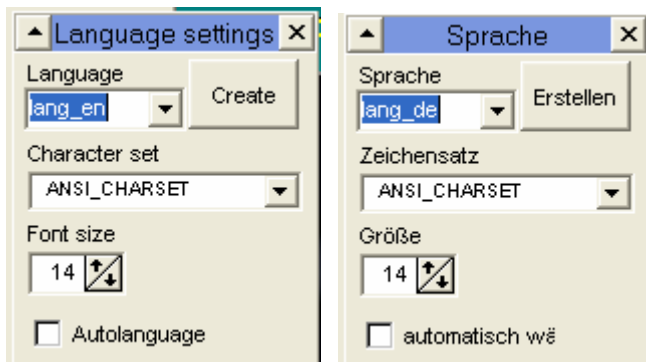 Language settings
Language
lang_en
Create
Character set
ANSI_CHARSET
Font size
14
Autolanguage
Sprache
Sprache
lang_de
Erstellen
Zeichensatz
ANSI_CHARSET
Größe
14
automatisch